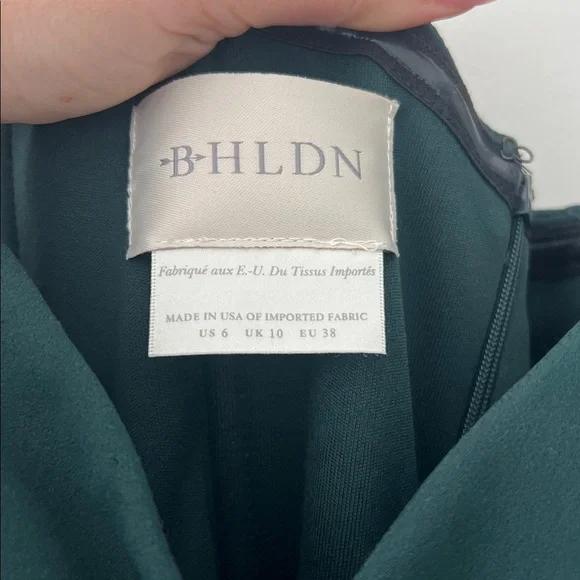 BHLDN
Fabriqué aux E.-U. Du Tissus Importés
MADE IN USA OF IMPORTED FABRIC
US 6 UK 10 EU 38